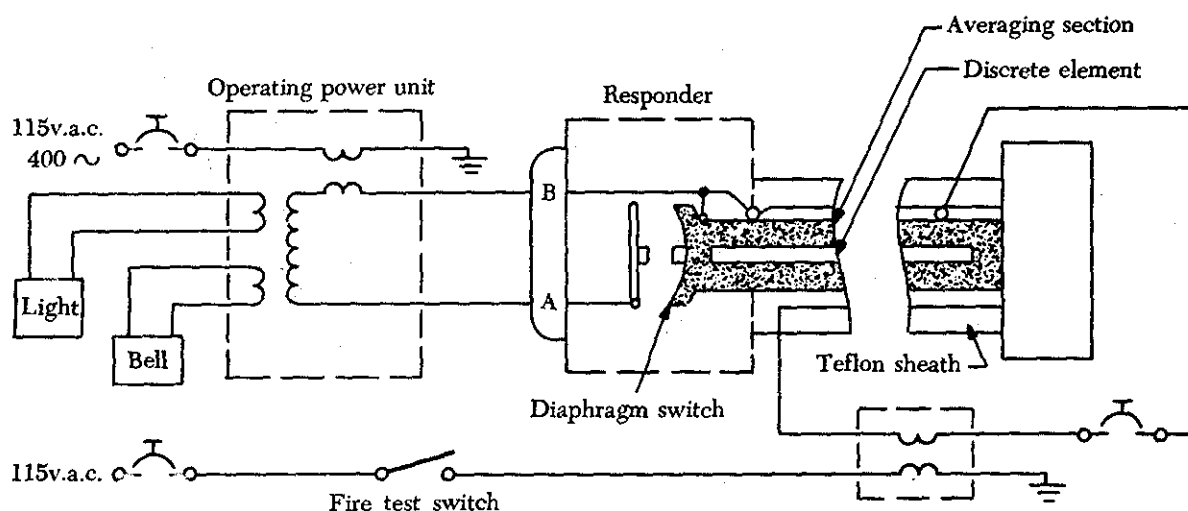 Averaging section
Discrete element
Operating power unit
Responder
115v.a.c.
400 ~
B
A
Light
Bell
Teflon sheath
Diaphragm switch
115v.a.c.
Fire test switch